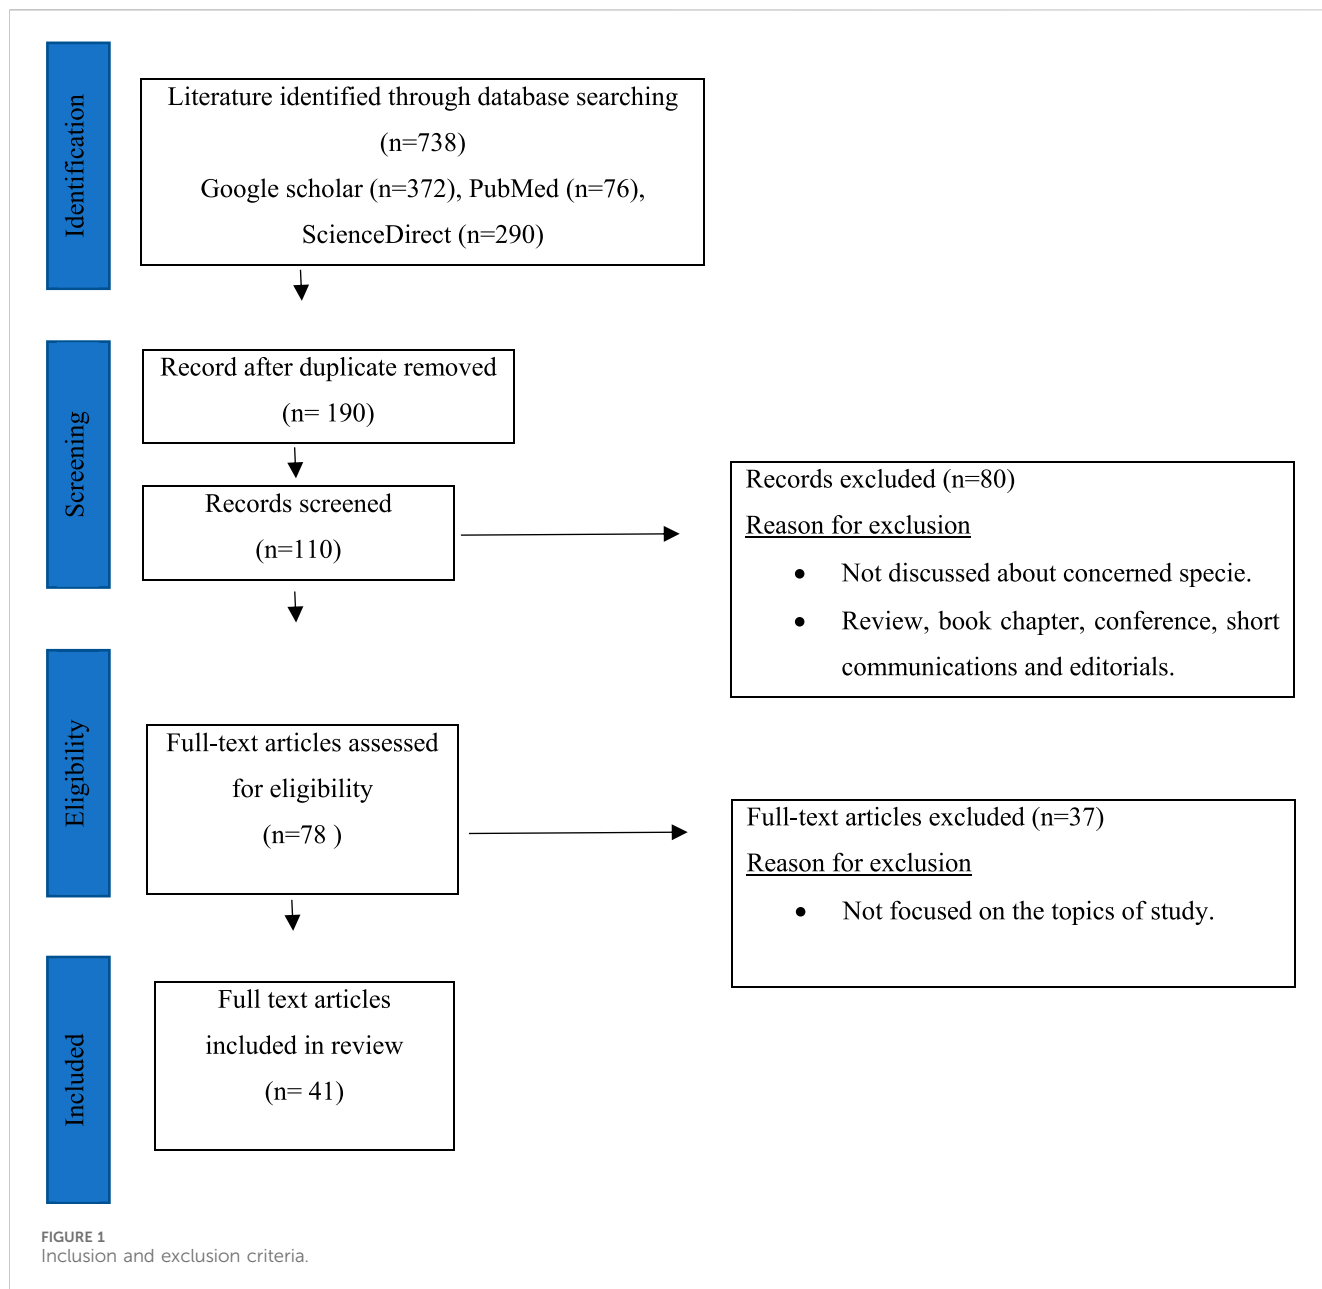 Identification
Literature identified through database searching
(n=738)
Google scholar (n=372), PubMed (n=76),
ScienceDirect (n=290)
Screening
Record after duplicate removed
(n= 190)
Records screened
(n=110)
Records excluded (n=80)
Reason for exclusion
• Not discussed about concerned specie.
• Review, book chapter, conference, short
communications and editorials.
Eligibility
Full-text articles assessed
for eligibility
(n=78 )
Full-text articles excluded (n=37)
Reason for exclusion
• Not focused on the topics of study.
Included
Full text articles
included in review
(n= 41)
FIGURE 1
Inclusion and exclusion criteria.